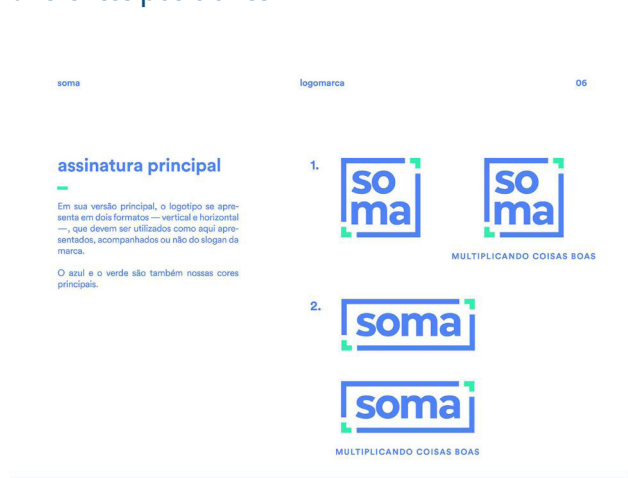 soma
logomarca
06
assinatura principal
Em sua versão principal, o logotipo se apre-
senta em dois formatos — vertical e horizontal
—, que devem ser utilizados como aqui apre-
sentados, acompanhados ou não do slogan da
marca.
O azul e o verde são também nossas cores
principais.
1.
so
ma
so
ma
MULTIPLICANDO COISAS BOAS
2.
soma
soma
MULTIPLICANDO COISAS BOAS